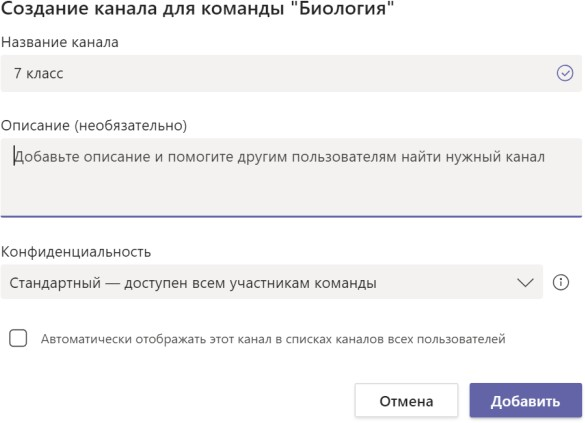 Создание канала для команды "Биология"
Название канала
7 класс
Описание (необязательно)
Добавьте описание и помогите другим пользователям найти нужный канал
Конфиденциальность
Стандартный — доступен всем участникам команды
Автоматически отображать этот канал в списках каналов всех пользователей
Отмена Добавить